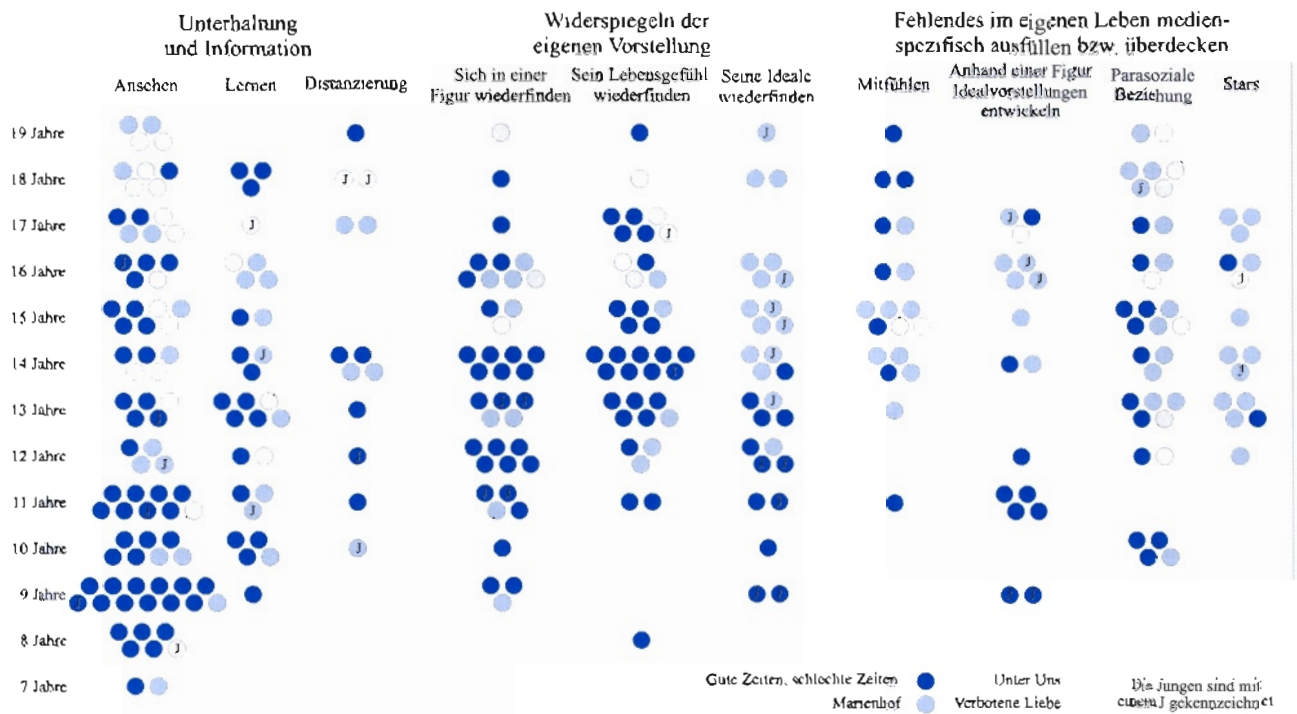 Unterhaltung
und Information
Widerspiegeln der
eigenen Vorstellung
Fehlendes im eigenen Leben medien-
spezifisch ausfüllen bzw. überdecken
Ansehen
Lernen
Distanzierung
Sich in einer
Figur wiederfinden
Sein Lebensgefühl
wiederfinden
Seine Ideale
wiederfinden
Mitfühlen
Anhand einer Figur
Idealvorstellungen
entwickeln
Parasoziale
Beziehung
Stars
19 Jahre
J
18 Jahre
J J
J
17 Jahre
J
J
J
16 Jahre
J
J
J
J
J
15 Jahre
J
J
14 Jahre
J
J
J
J
13 Jahre
J
J
12 Jahre
J
J
J
11 Jahre
J
J
J
J
10 Jahre
J
9 Jahre
J
J
J
J
8 Jahre
J
7 Jahre
Gute Zeiten, schlechte Zeiten
Unter Uns
Marienhof
Verbotene Liebe
Die Jungen sind mit
einem J gekennzeichnet